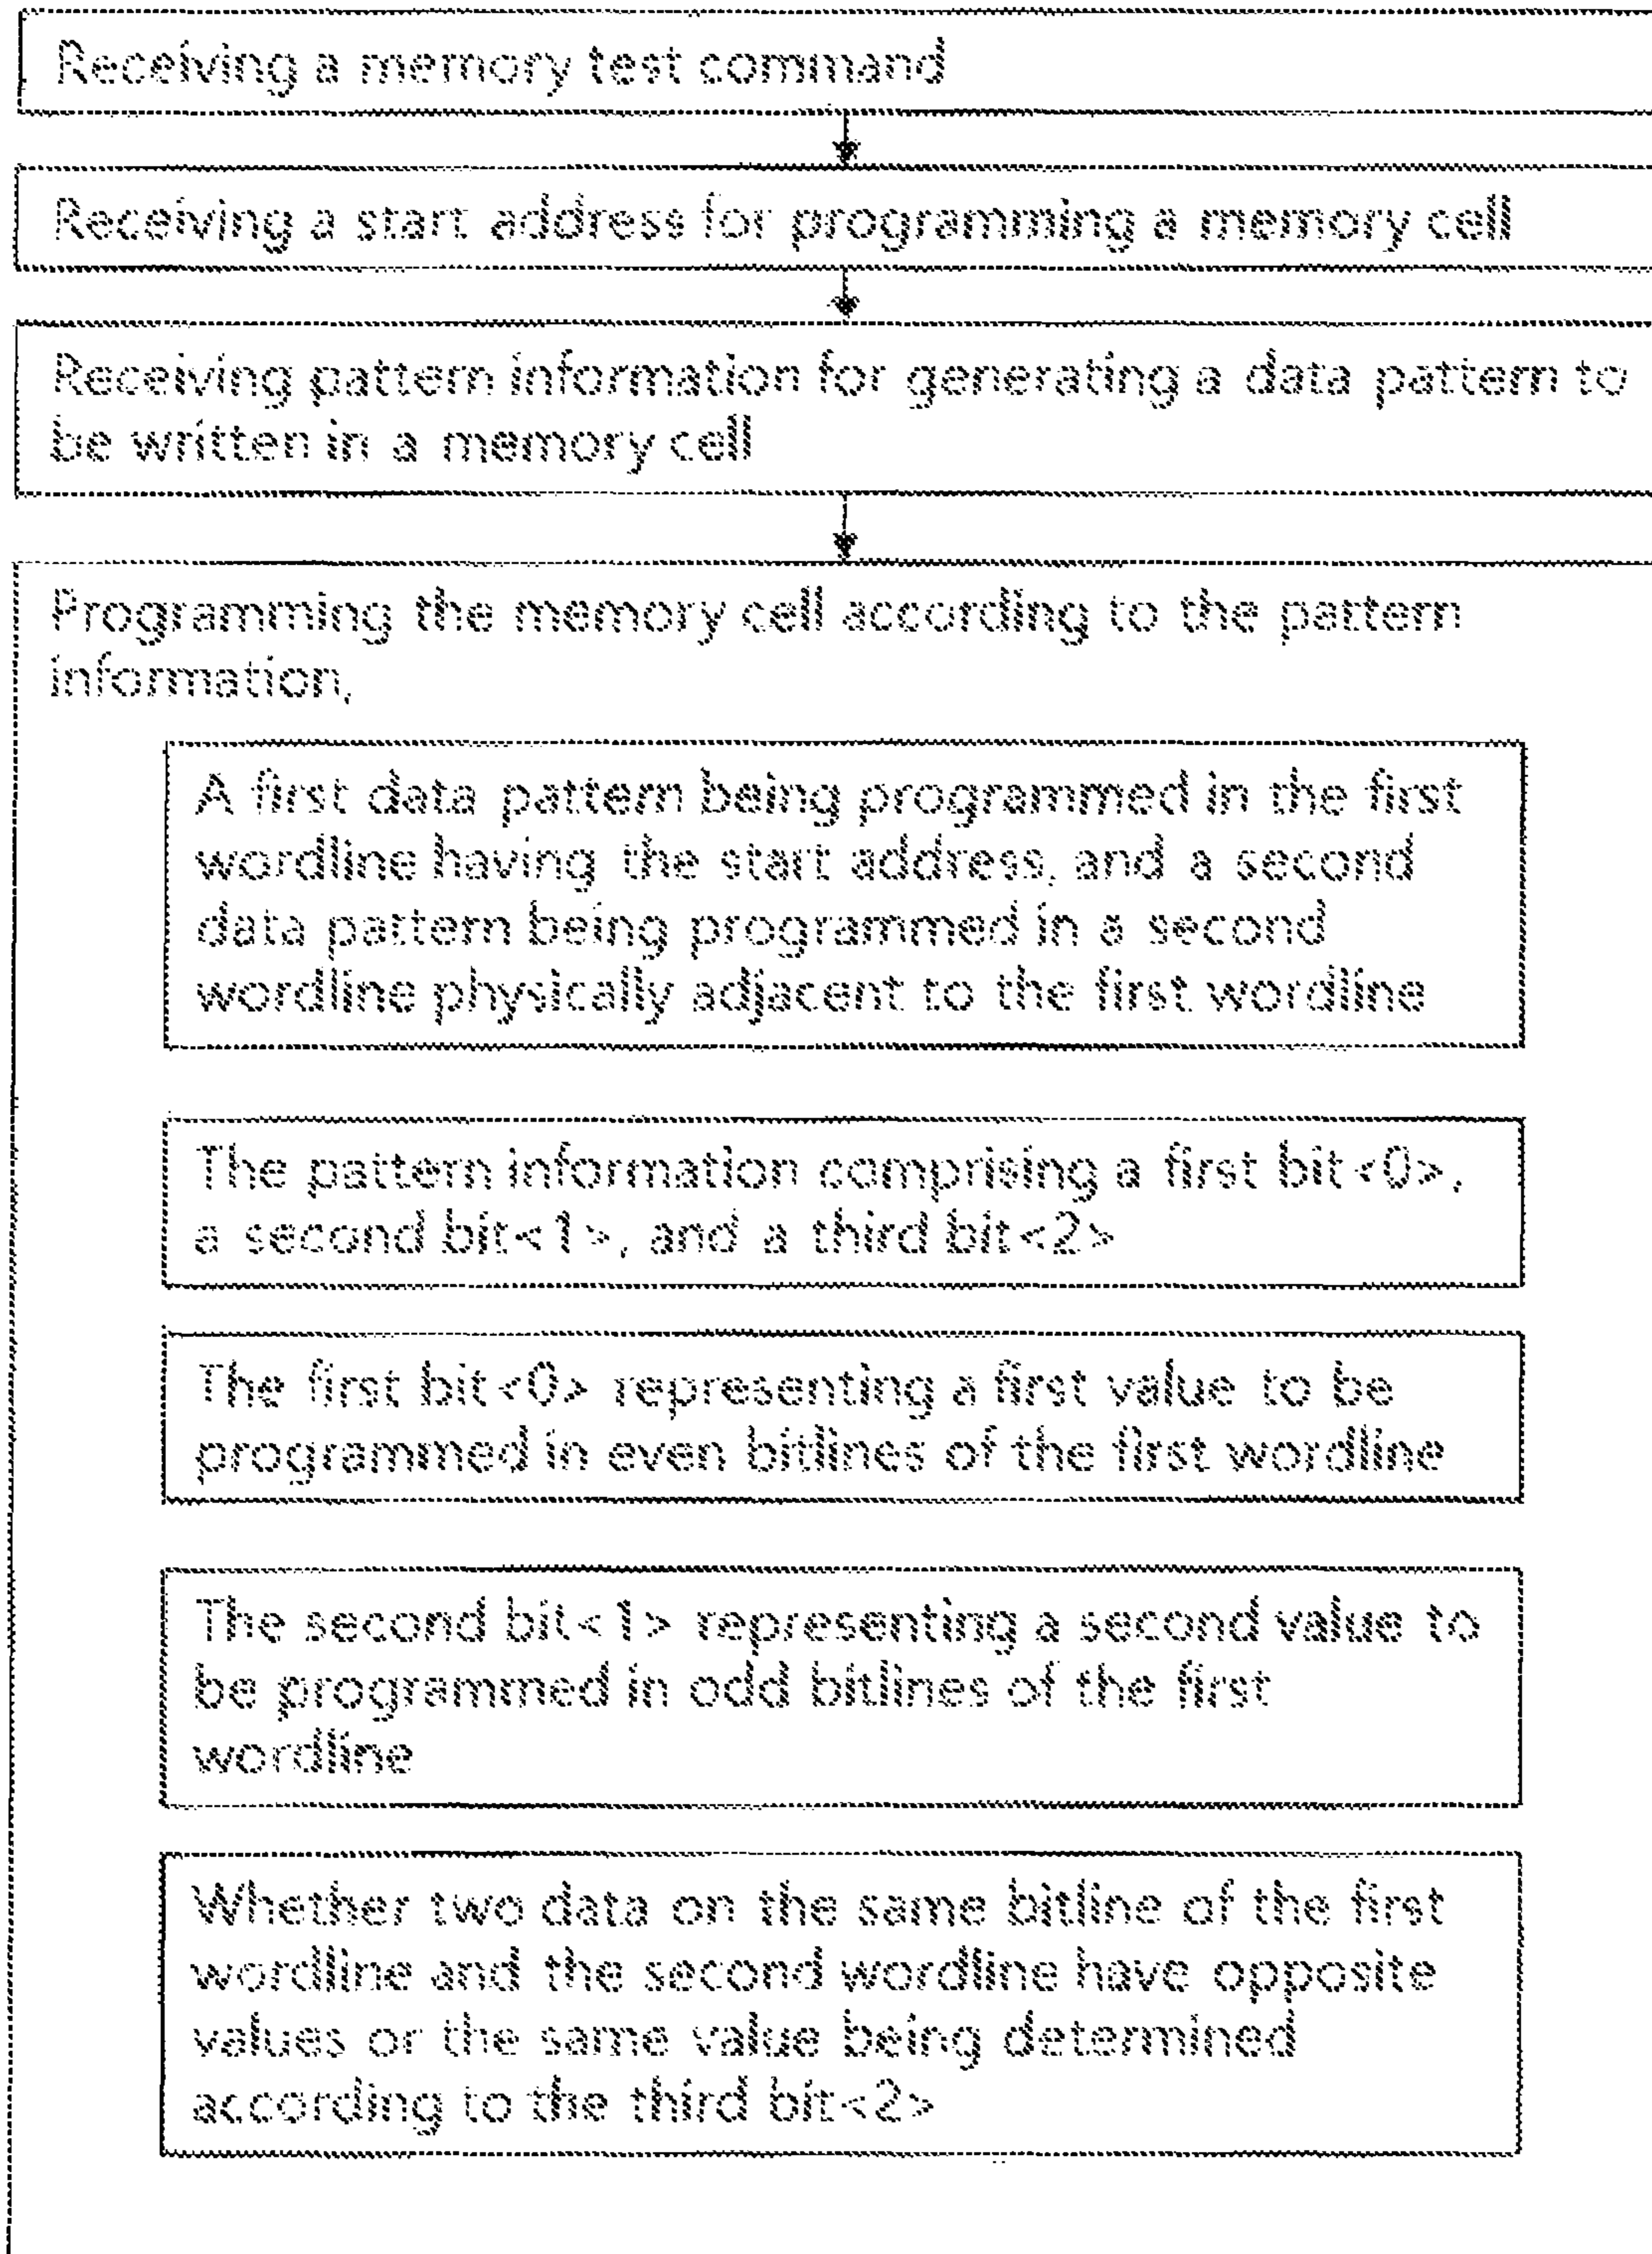 Receiving a memory test command
Receiving a start address for programming a memory cell
Receiving pattern information for generating a data pattern to
be written in a memory cell
Programming the memory cell according to the pattern
information,
A first data pattern being programmed in the first
wordline having the start address, and a second
data pattern being programmed in a second
wordline physically adjacent to the first wordline
The pattern information comprising a first bit<0>,
a second bit<1>, and a third bit<2>
The first bit<0> representing a first value to be
programmed in even bitlines of the first wordline
The second bit<1> representing a second value to
be programmed in odd bitlines of the first
wordline
Whether two data on the same bitline of the first
wordline and the second wordline have opposite
values or the same value being determined
according to the third bit<2>